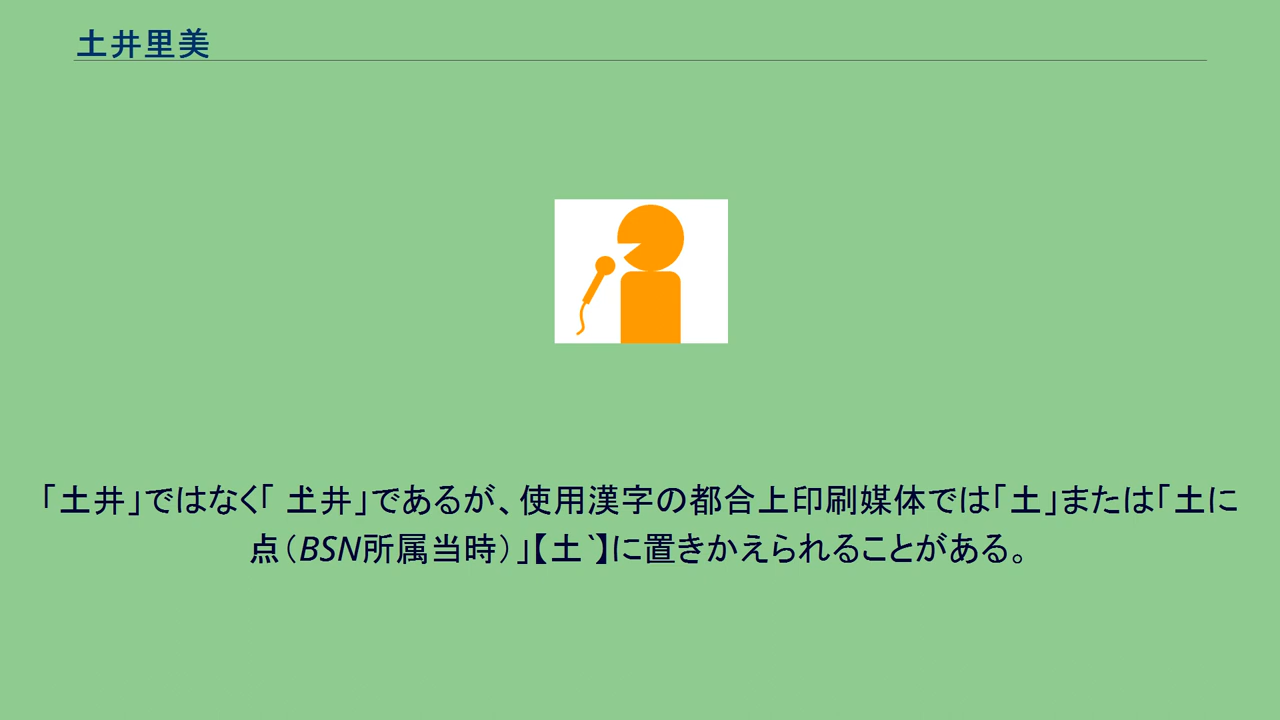 土井里美
「土井」ではなく「 𡈽井」であるが、使用漢字の都合上印刷媒体では「土」または「土に
点（BSN所属当時）」【土`】に置きかえられることがある。